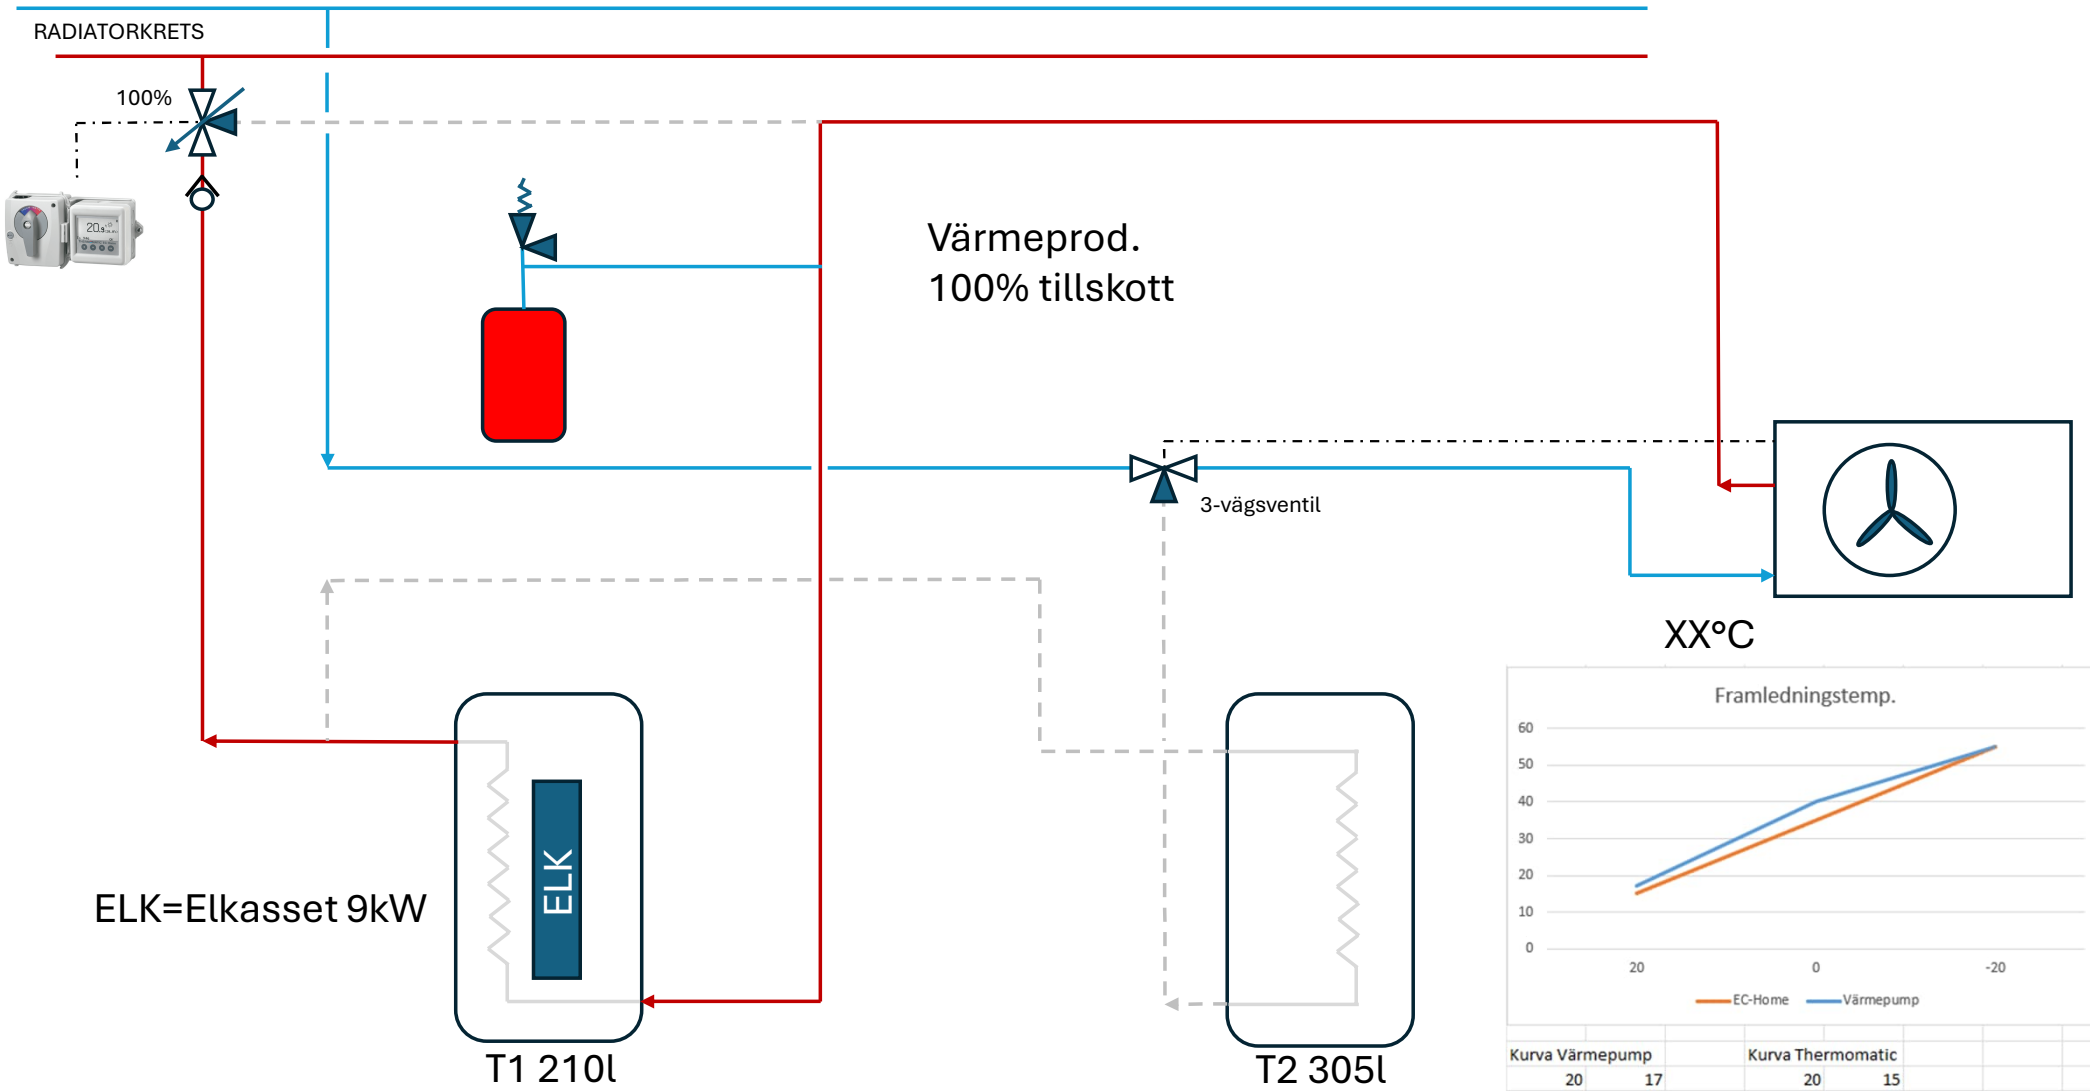 RADIATORKRETS
100%
20.5
Värmeprod.
100% tillskott
3-vägsventil
XX°C
Framledningstemp.
60
50
40
30
20
10
0
20 0 -20
EC-Home Värmepump
ELK
ELK=Elkasset 9kW
T1 210l
T2 305l
Kurva Värmepump Kurva Thermomatic
20 17 20 15